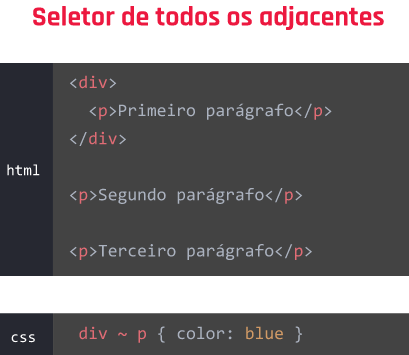 Seletor de todos os adjacentes
<div>
<p>Primeiro parágrafo</p>
</div>
html
<p>Segundo parágrafo</p>
<p>Terceiro parágrafo</p>
css
div ~ p { color: blue }